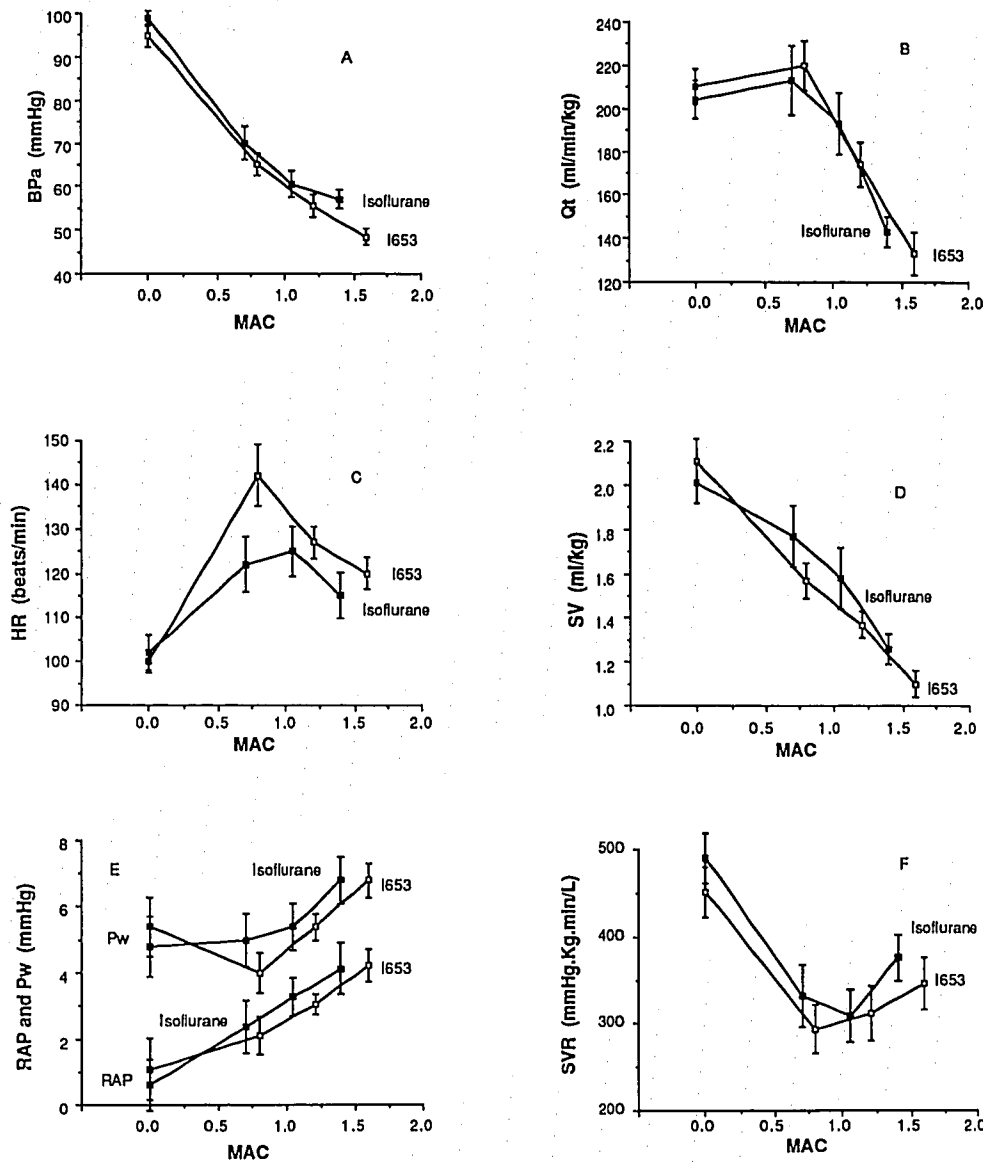 A
BPa (mmHg)
100
90
80
70
60
50
40
0.0 0.5 1.0 1.5 2.0
MAC
Isoflurane
I653
B
Qt (ml/min/kg)
220
200
180
160
140
120
0.0 0.5 1.0 1.5 2.0
MAC
Isoflurane
I653
C
HR (beats/min)
150
140
130
120
110
100
90
0.0 0.5 1.0 1.5 2.0
MAC
I653
Isoflurane
D
SV (ml/kg)
2.2
2.0
1.8
1.6
1.4
1.2
1.0
0.0 0.5 1.0 1.5 2.0
MAC
Isoflurane
I653
E
RAP and Pw (mmHg)
8
6
4
2
0
0.0 0.5 1.0 1.5 2.0
MAC
Isoflurane
I653
Pw
Isoflurane
I653
RAP
F
SVR (mmHg.Kg.min/L)
500
400
300
200
0.0 0.5 1.0 1.5 2.0
MAC
Isoflurane
I653